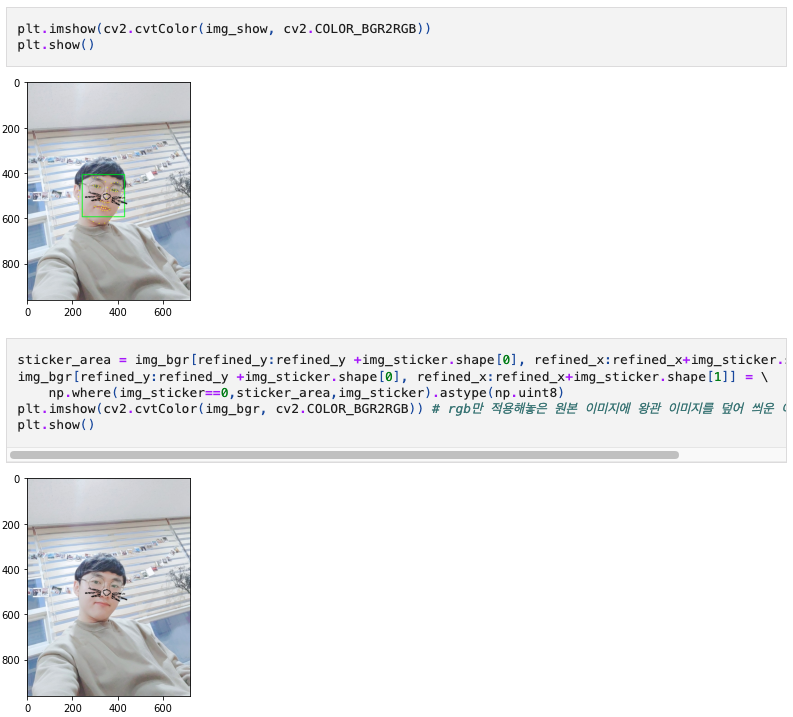 plt.imshow(cv2.cvtColor(img_show, cv2.COLOR_BGR2RGB))
plt.show()
0
200
400
600
800
0 200 400 600
sticker_area = img_bgr[refined_y:refined_y +img_sticker.shape[0], refined_x:refined_x+img_sticker.
img_bgr[refined_y:refined_y +img_sticker.shape[0], refined_x:refined_x+img_sticker.shape[1]] = \
    np.where(img_sticker==0,sticker_area,img_sticker).astype(np.uint8)
plt.imshow(cv2.cvtColor(img_bgr, cv2.COLOR_BGR2RGB)) # rgb만 적용해놓은 원본 이미지에 왕관 이미지를 덮어 씌운
plt.show()
0
200
400
600
800
0 200 400 600